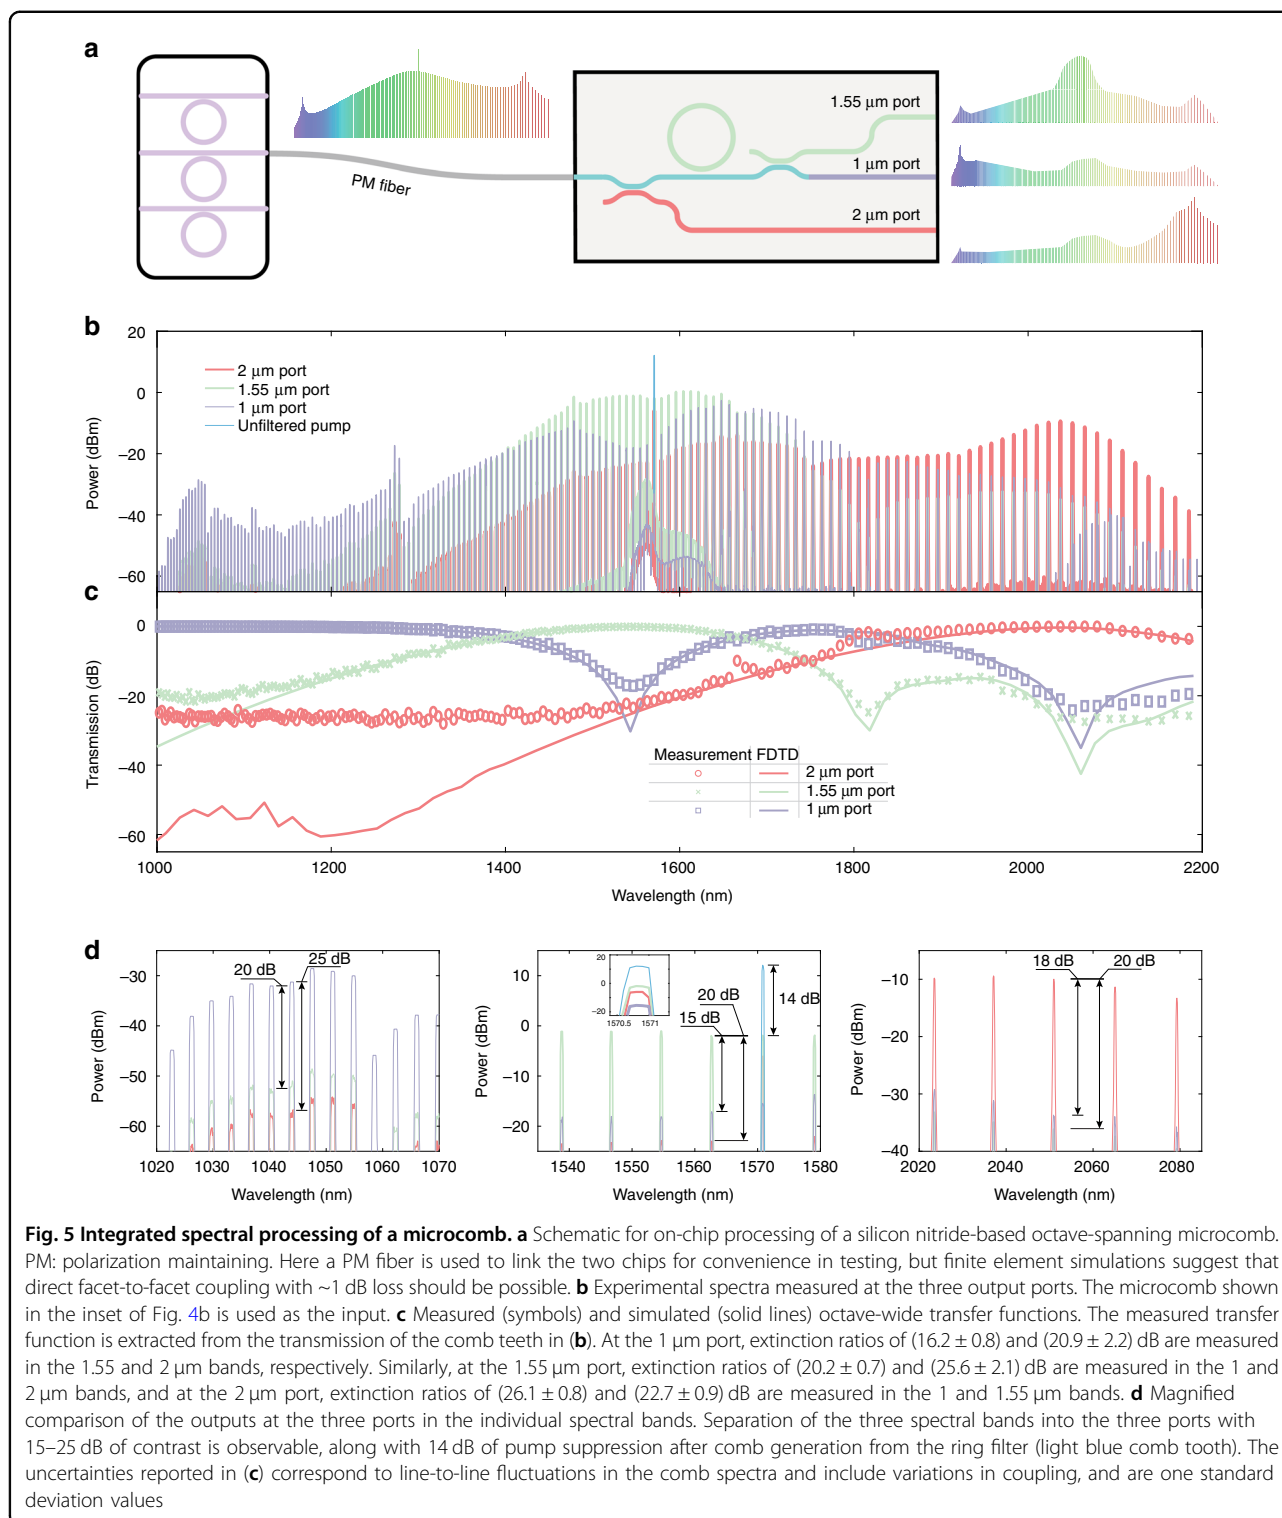 a
PM fiber
1.55 μm port
1 μm port
2 μm port
b
20
0
−20
−40
−60
Power (dBm)
2 μm port
1.55 μm port
1 μm port
Unfiltered pump
c
0
−20
−40
−60
Transmission (dB)
Measurement FDTD
2 μm port
1.55 μm port
1 μm port
1000 1200 1400 1600 1800 2000 2200
Wavelength (nm)
d
−30
−40
−50
−60
Power (dBm)
20 dB
25 dB
1020 1030 1040 1050 1060 1070
Wavelength (nm)
10
0
−10
−20
Power (dBm)
20
0
−20
1570.5 1571
20 dB
15 dB
14 dB
1540 1550 1560 1570 1580
Wavelength (nm)
0
−10
−20
−30
−40
Power (dBm)
18 dB
20 dB
2020 2040 2060 2080
Wavelength (nm)
Fig. 5 Integrated spectral processing of a microcomb. a Schematic for on-chip processing of a silicon nitride-based octave-spanning microcomb.
PM: polarization maintaining. Here a PM fiber is used to link the two chips for convenience in testing, but finite element simulations suggest that
direct facet-to-facet coupling with ~1 dB loss should be possible. b Experimental spectra measured at the three output ports. The microcomb shown
in the inset of Fig. 4b is used as the input. c Measured (symbols) and simulated (solid lines) octave-wide transfer functions. The measured transfer
function is extracted from the transmission of the comb teeth in (b). At the 1 μm port, extinction ratios of (16.2 ± 0.8) and (20.9 ± 2.2) dB are measured
in the 1.55 and 2 μm bands, respectively. Similarly, at the 1.55 μm port, extinction ratios of (20.2 ± 0.7) and (25.6 ± 2.1) dB are measured in the 1 and
2 μm bands, and at the 2 μm port, extinction ratios of (26.1 ± 0.8) and (22.7 ± 0.9) dB are measured in the 1 and 1.55 μm bands. d Magnified
comparison of the outputs at the three ports in the individual spectral bands. Separation of the three spectral bands into the three ports with
15–25 dB of contrast is observable, along with 14 dB of pump suppression after comb generation from the ring filter (light blue comb tooth). The
uncertainties reported in (c) correspond to line-to-line fluctuations in the comb spectra and include variations in coupling, and are one standard
deviation values